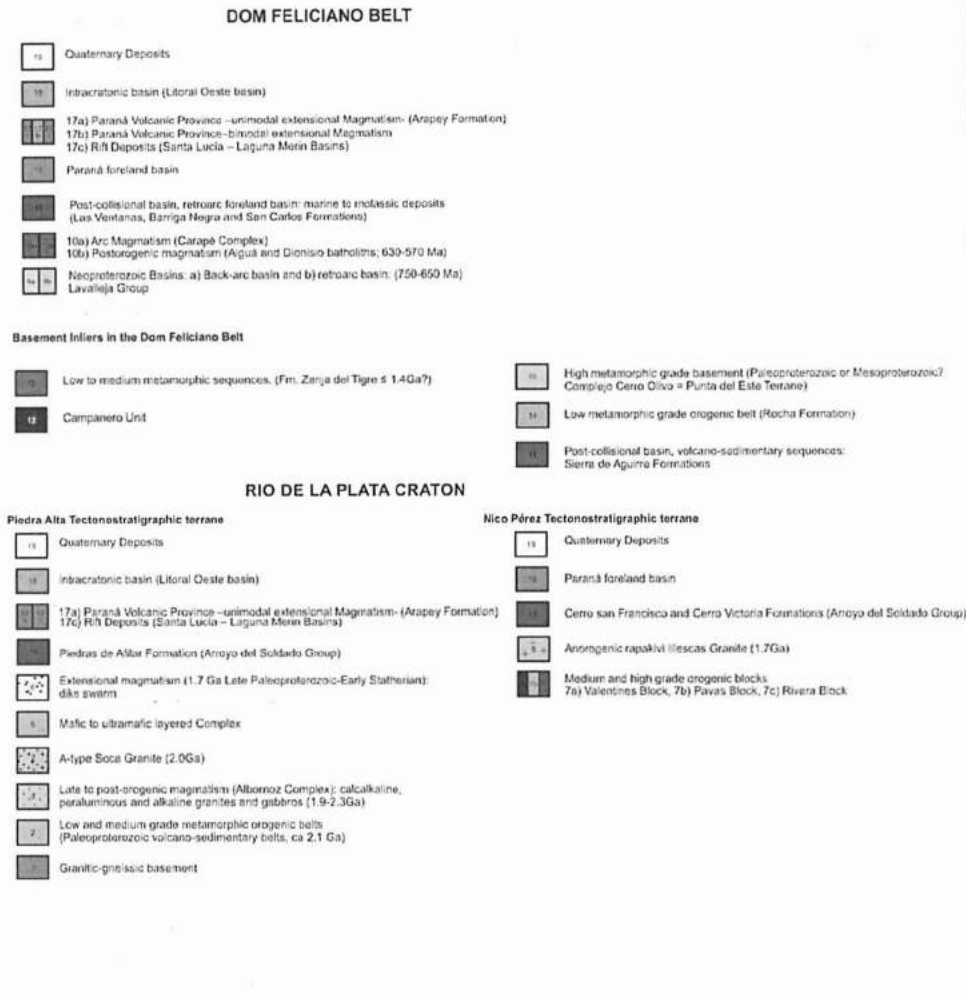 DOM FELICIANO BELT
19 Quaternary Deposits
18 Intracratonic basin (Litoral Oeste basin)
17a) Paraná Volcanic Province –unimodal extensional Magmatism- (Arapey Formation)
17b) Paraná Volcanic Province–bimodal extensional Magmatism
17c) Rift Deposits (Santa Lucia – Laguna Merin Basins)
Paraná foreland basin
Post-collisional basin, retroarc foreland basin: marine to molassic deposits
(Las Ventanas, Barriga Negra and San Carlos Formations)
10a) Arc Magmatism (Carapé Complex)
10b) Postorogenic magmatism (Aiguá and Dionisio batholiths; 630-570 Ma)
Neoproterozoic Basins: a) Back-arc basin and b) retroarc basin: (750-650 Ma)
Lavalleja Group
Basement Inliers in the Dom Feliciano Belt
Low to medium metamorphic sequences. (Fm. Zanja del Tigre ≤ 1.4Ga?)
12 Campanero Unit
High metamorphic grade basement (Paleoproterozoic or Mesoproterozoic?
Complejo Cerro Olivo = Punta del Este Terrane)
14 Low metamorphic grade orogenic belt (Rocha Formation)
Post-collisional basin, volcano-sedimentary sequences:
Sierra de Aguirre Formations
RIO DE LA PLATA CRATON
Piedra Alta Tectonostratigraphic terrane
19 Quaternary Deposits
18 Intracratonic basin (Litoral Oeste basin)
17a) Paraná Volcanic Province –unimodal extensional Magmatism- (Arapey Formation)
17c) Rift Deposits (Santa Lucia – Laguna Merin Basins)
Piedras de Afilar Formation (Arroyo del Soldado Group)
Extensional magmatism (1.7 Ga Late Paleoproterozoic-Early Statherian):
dike swarm
Mafic to ultramafic layered Complex
A-type Soca Granite (2.0Ga)
Late to post-orogenic magmatism (Albornoz Complex): calcalkaline,
peraluminous and alkaline granites and gabbros (1.9-2.3Ga)
2 Low and medium grade metamorphic orogenic belts
(Paleoproterozoic volcano-sedimentary belts, ca 2.1 Ga)
Granitic-gneissic basement
Nico Pérez Tectonostratigraphic terrane
19 Quaternary Deposits
Paraná foreland basin
Cerro san Francisco and Cerro Victoria Formations (Arroyo del Soldado Group)
Anorogenic rapakivi Illescas Granite (1.7Ga)
Medium and high grade orogenic blocks
7a) Valentines Block, 7b) Pavas Block, 7c) Rivera Block